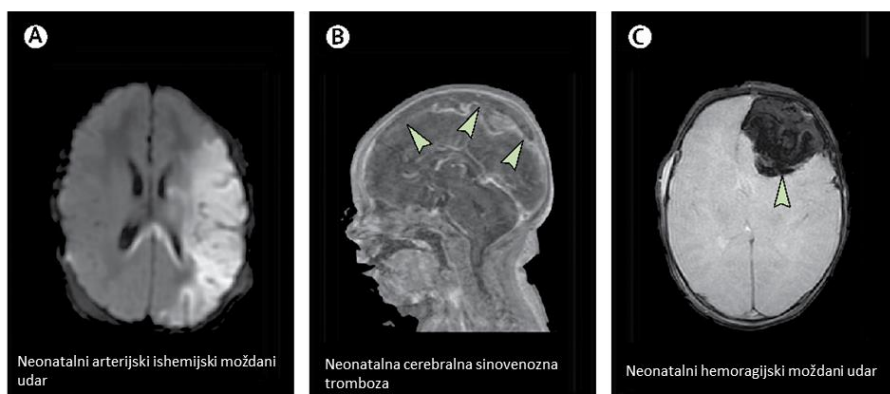 A
B
C
Neonatalni arterijski ishemijski moždani
udar
Neonatalna cerebralna sinovenozna
tromboza
Neonatalni hemoragijski moždani udar